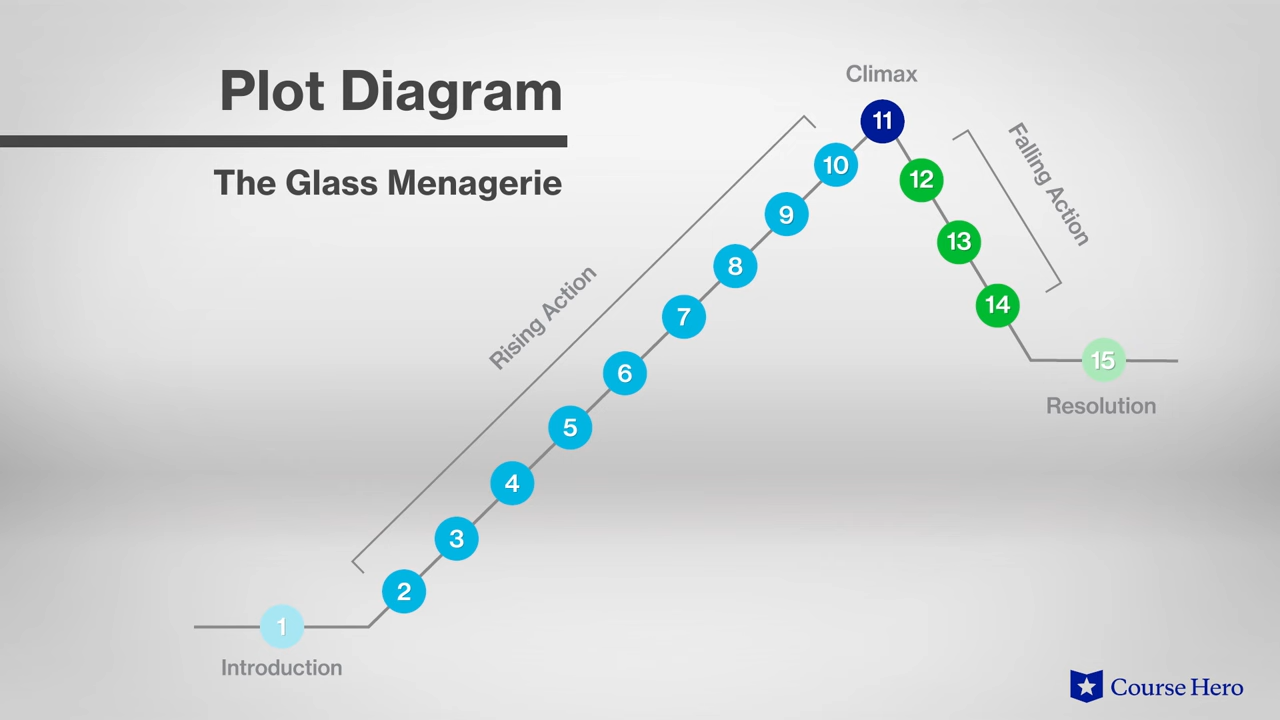 Plot Diagram
The Glass Menagerie
Climax
11
10
12
Falling Action
9
13
8
Rising Action
14
7
6
15
Resolution
5
4
3
2
1
Introduction
Course Hero